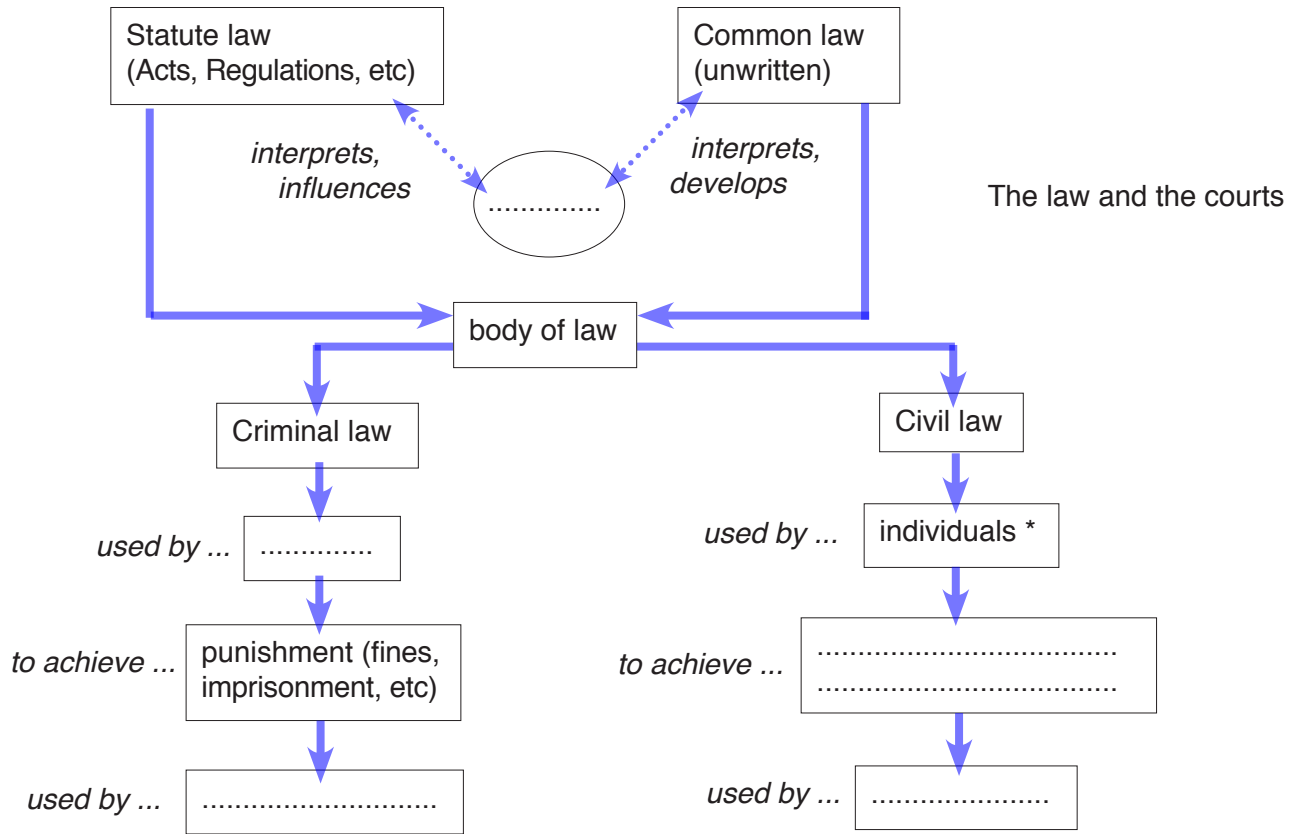 Statute law
(Acts, Regulations, etc)
Common law
(unwritten)
interprets,
influences
interprets,
develops
..............
The law and the courts
body of law
Criminal law
Civil law
used by ...
..............
used by ...
individuals *
to achieve ...
punishment (fines,
imprisonment, etc)
to achieve ...
....................................
....................................
used by ...
............................
used by ...
......................